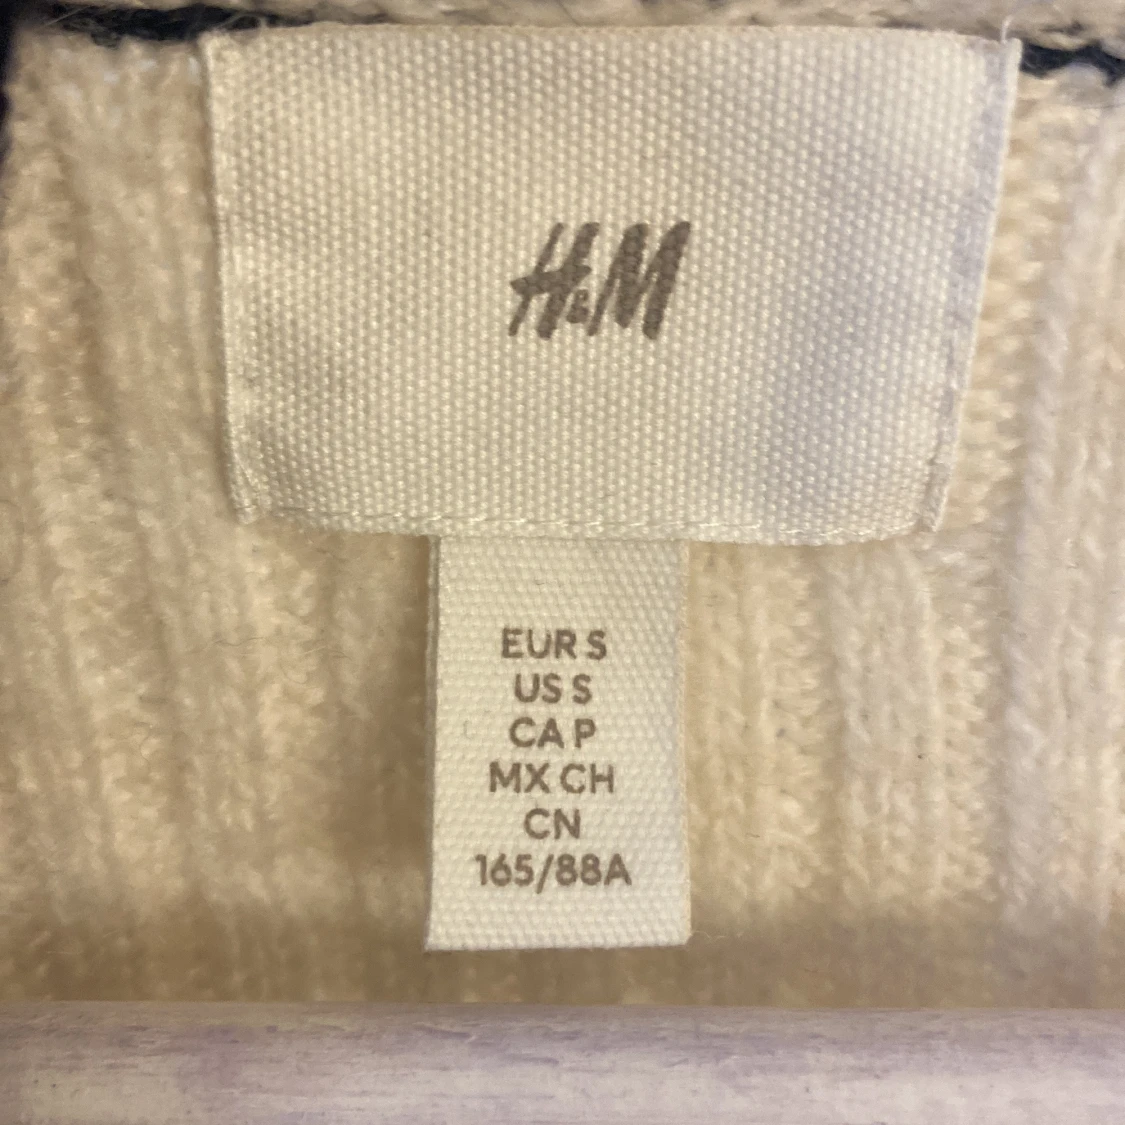 H&M
EUR S
US S
CA P
MX CH
CN
165/88A